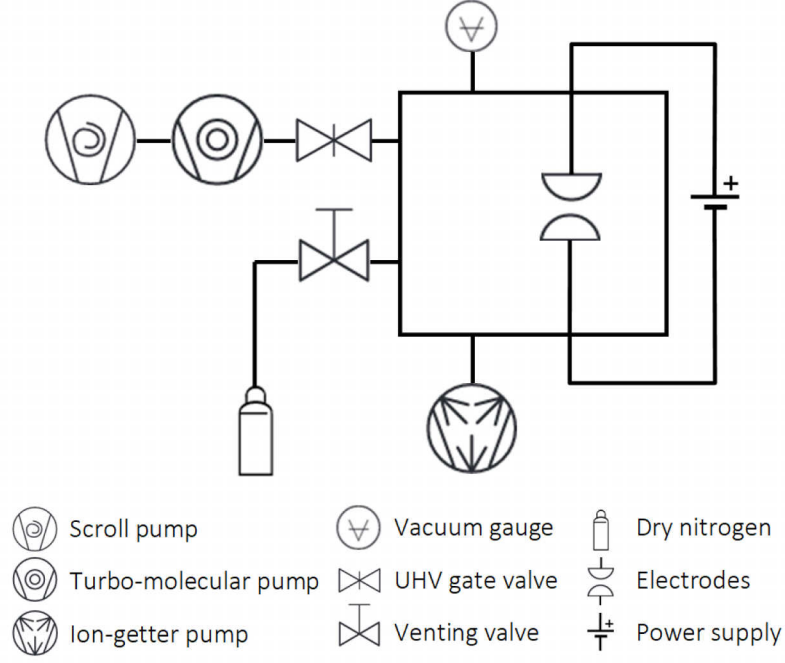 +
Scroll pump
Vacuum gauge
Dry nitrogen
Turbo-molecular pump
UHV gate valve
Electrodes
Ion-getter pump
Venting valve
+
Power supply